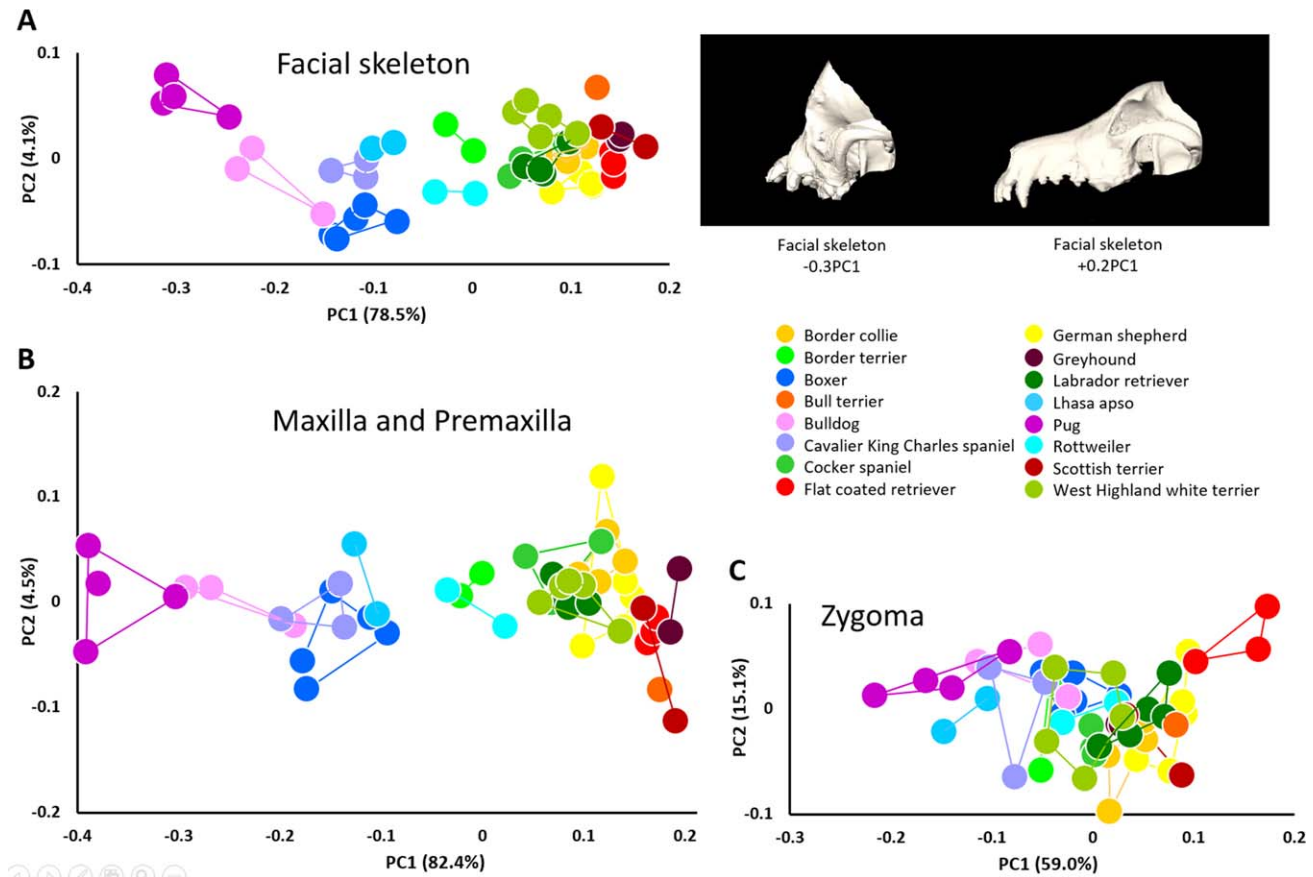 A
Facial skeleton
0.1
0
-0.1
PC2 (4.1%)
-0.4 -0.3 -0.2 -0.1 0 0.1 0.2
PC1 (78.5%)
Facial skeleton
-0.3PC1
Facial skeleton
+0.2PC1
Border collie
Border terrier
Boxer
Bull terrier
Bulldog
Cavalier King Charles spaniel
Cocker spaniel
Flat coated retriever
German shepherd
Greyhound
Labrador retriever
Lhasa apso
Pug
Rottweiler
Scottish terrier
West Highland white terrier
B
Maxilla and Premaxilla
0.2
0.1
0
-0.1
-0.2
PC2 (4.5%)
-0.4 -0.3 -0.2 -0.1 0 0.1 0.2
PC1 (82.4%)
C
Zygoma
0.1
0
-0.1
PC2 (15.1%)
-0.3 -0.2 -0.1 0 0.1 0.2
PC1 (59.0%)